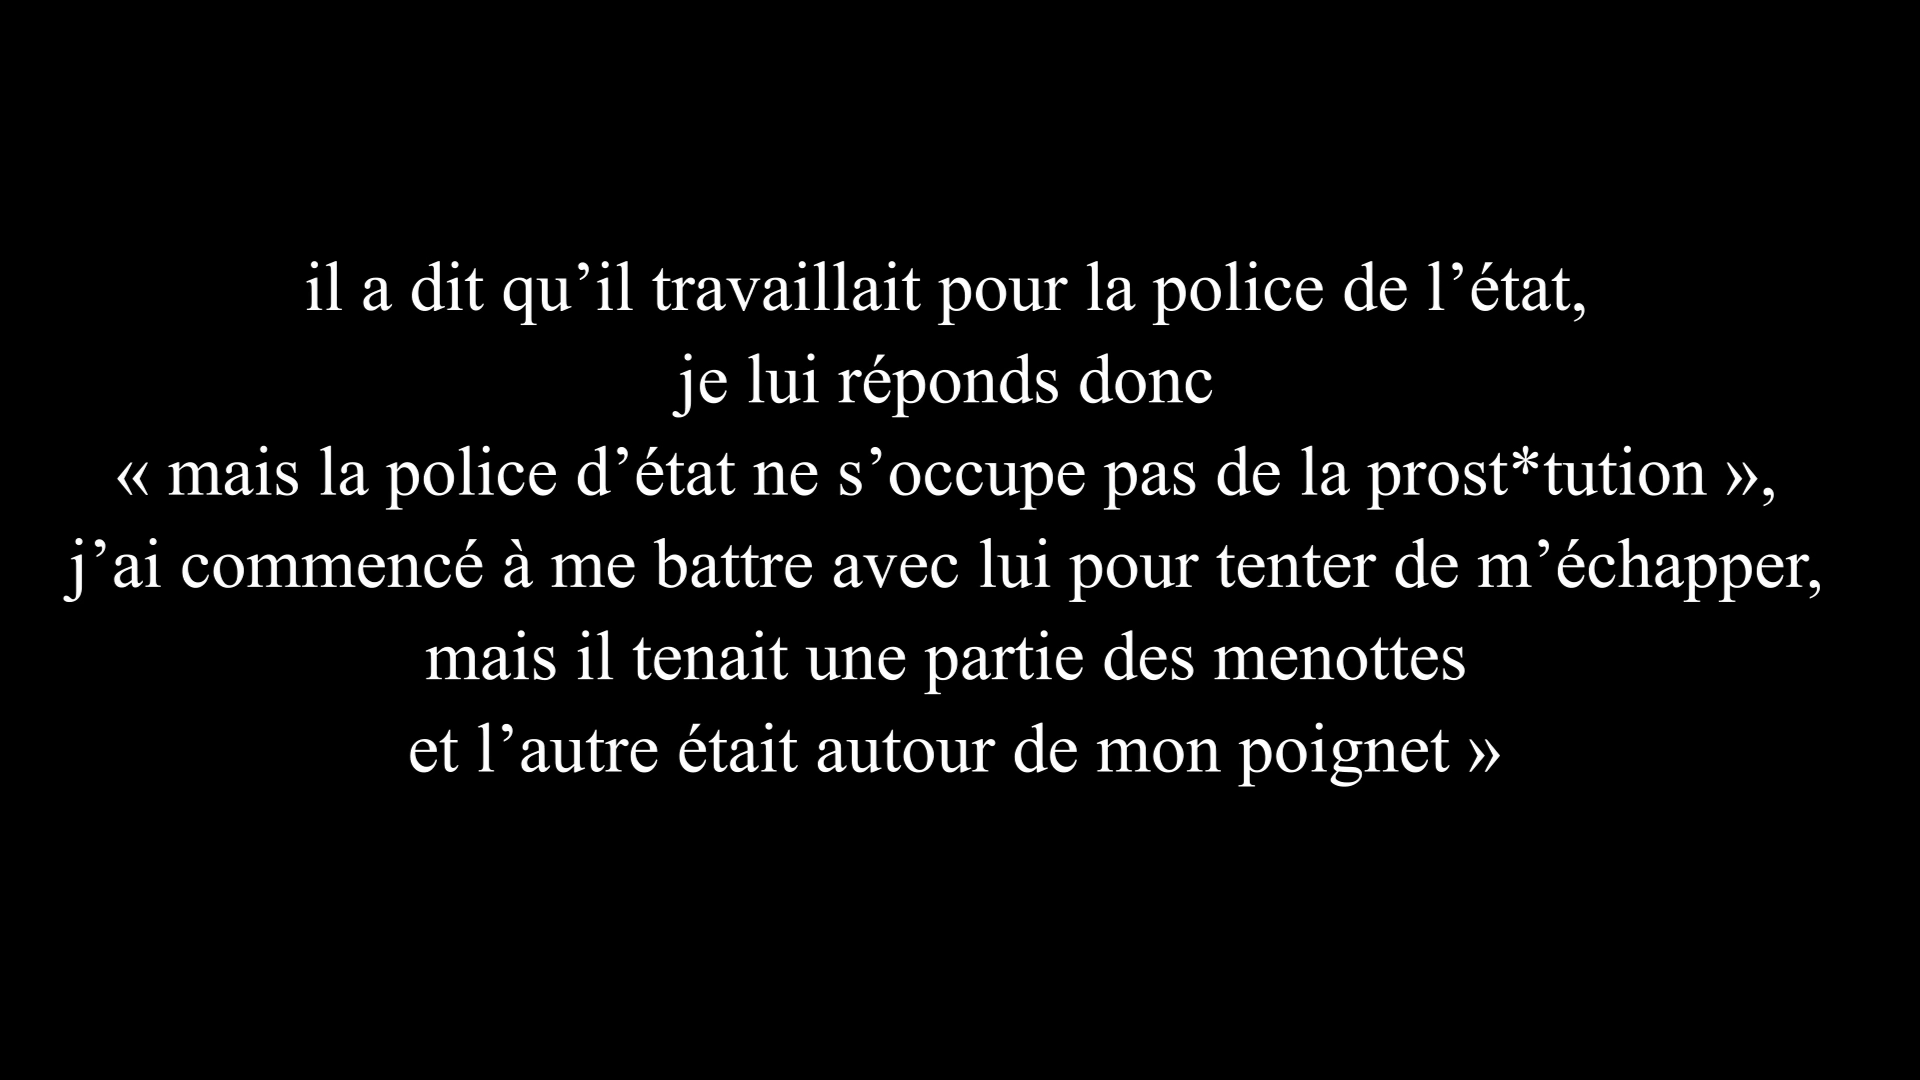 il a dit qu’il travaillait pour la police de l’état,
je lui réponds donc
« mais la police d’état ne s’occupe pas de la prost*tution »,
j’ai commencé à me battre avec lui pour tenter de m’échapper,
mais il tenait une partie des menottes
et l’autre était autour de mon poignet »